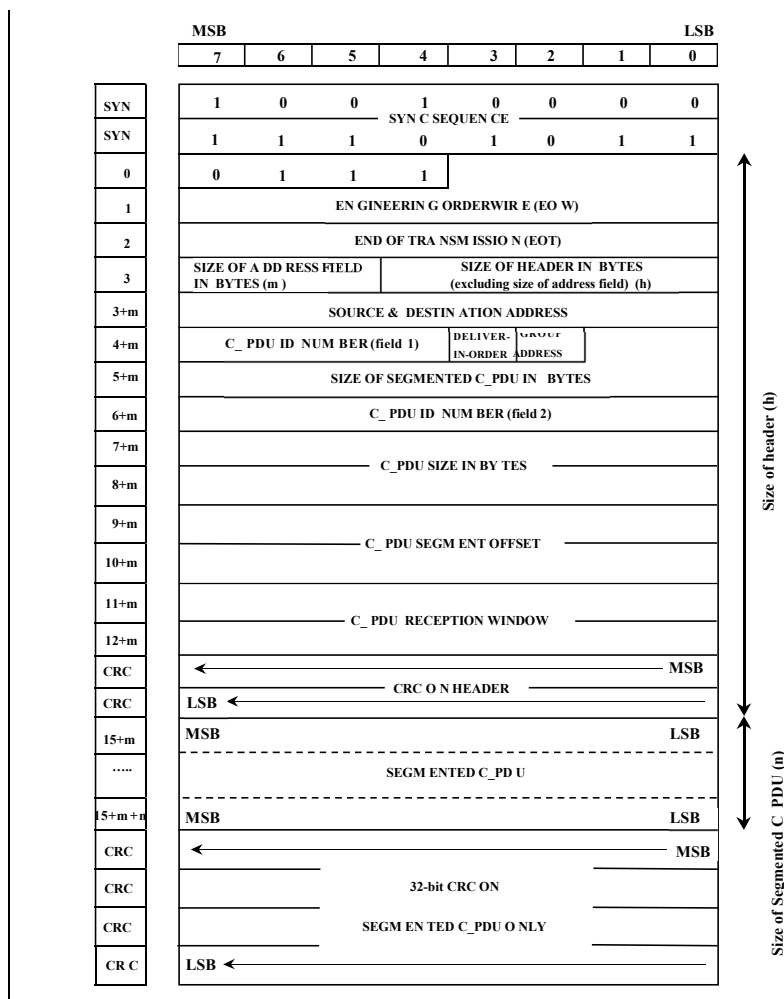 MSB LSB
7 6 5 4 3 2 1 0
SYN 1 0 0 1 0 0 0 0
SYN C SEQUEN CE
SYN 1 1 1 0 1 0 1 1
0 0 1 1 1
1 EN GINEERIN G ORDERWIR E (EO W)
2 END OF TRA NSM ISSIO N (EOT)
3 SIZE OF A DD RESS FIELD SIZE OF HEADER IN BYTES
IN BYTES (m ) (excluding size of address field) (h)
3+m SOURCE & DESTIN ATION ADDRESS
4+m C_ PDU ID NUM BER (field 1) DELIVER- GROUP
IN-ORDER ADDRESS
5+m SIZE OF SEGMENTED C_PDU IN BYTES
6+m C_ PDU ID NUM BER (field 2)
7+m
C_PDU SIZE IN BY TES
8+m
9+m
C_ PDU SEGM ENT OFFSET
10+m
11+m
C_ PDU RECEPTION WINDOW
12+m
CRC MSB
CRC O N HEADER
CRC LSB
15+m MSB LSB
..... SEGM ENTED C_PD U
15+m+n MSB LSB
CRC MSB
CRC 32-bit CRC ON
CRC SEGM EN TED C_PDU O NLY
CR C LSB
Size of header (h)
Size of Segmented C_PDU (n)